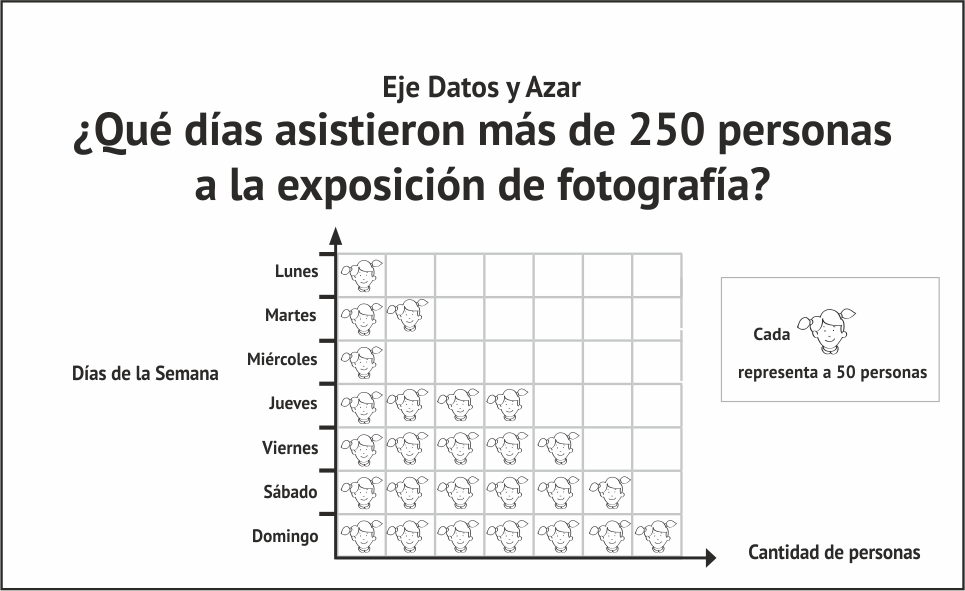 Eje Datos y Azar
¿Qué días asistieron más de 250 personas
a la exposición de fotografía?
Lunes
Martes
Miércoles
Jueves
Viernes
Sábado
Domingo
Días de la Semana
Cada
representa a 50 personas
Cantidad de personas